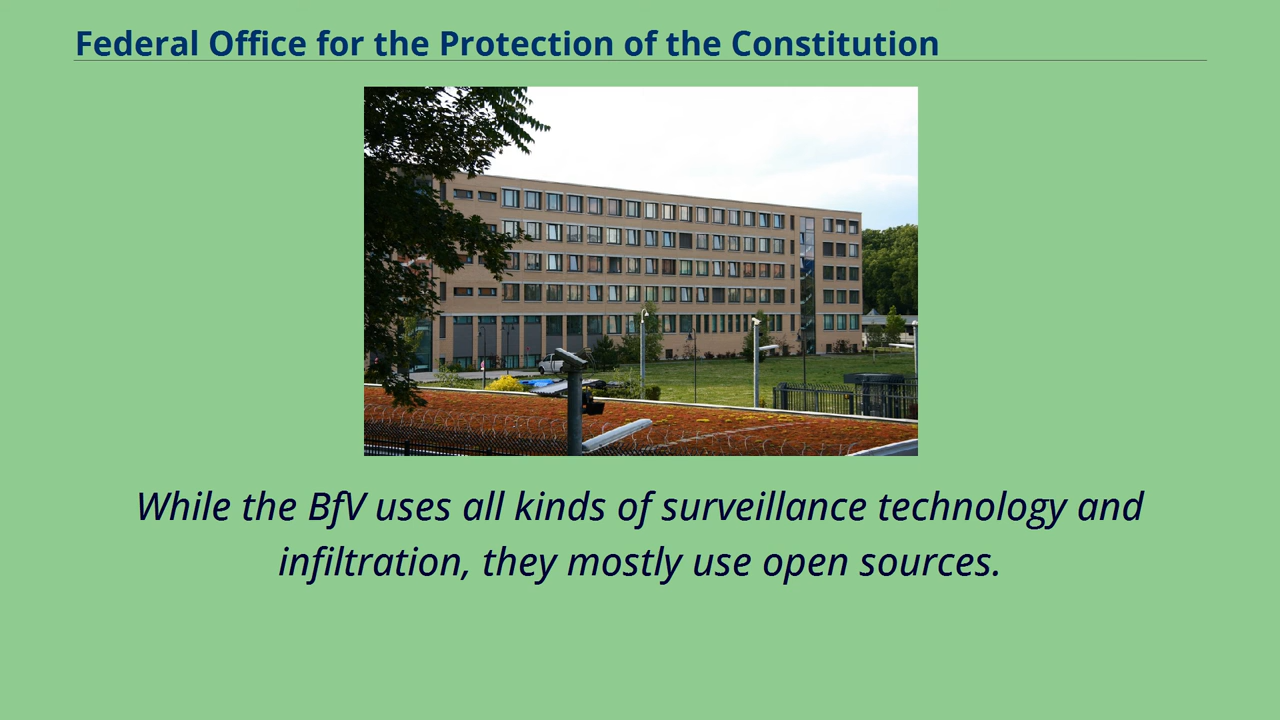 Federal Office for the Protection of the Constitution
While the BfV uses all kinds of surveillance technology and
infiltration, they mostly use open sources.